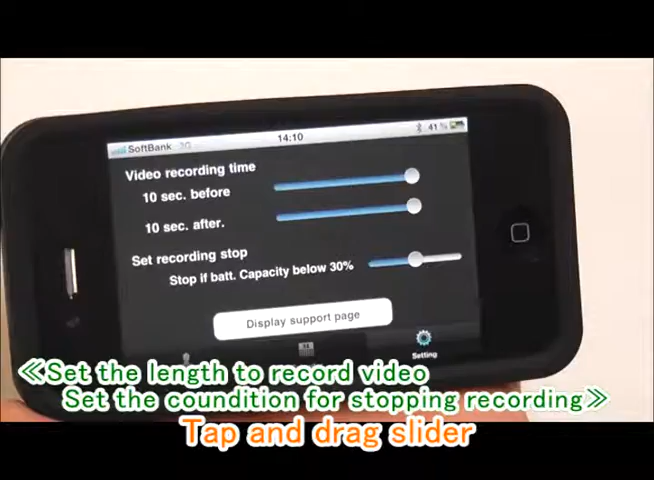 SoftBank 3G 14:10 41%
Video recording time
10 sec. before
10 sec. after.
Set recording stop
Stop if batt. Capacity below 30%
Display support page
Setting
≪Set the length to record video
Set the coundition for stopping recording≫
Tap and drag slider